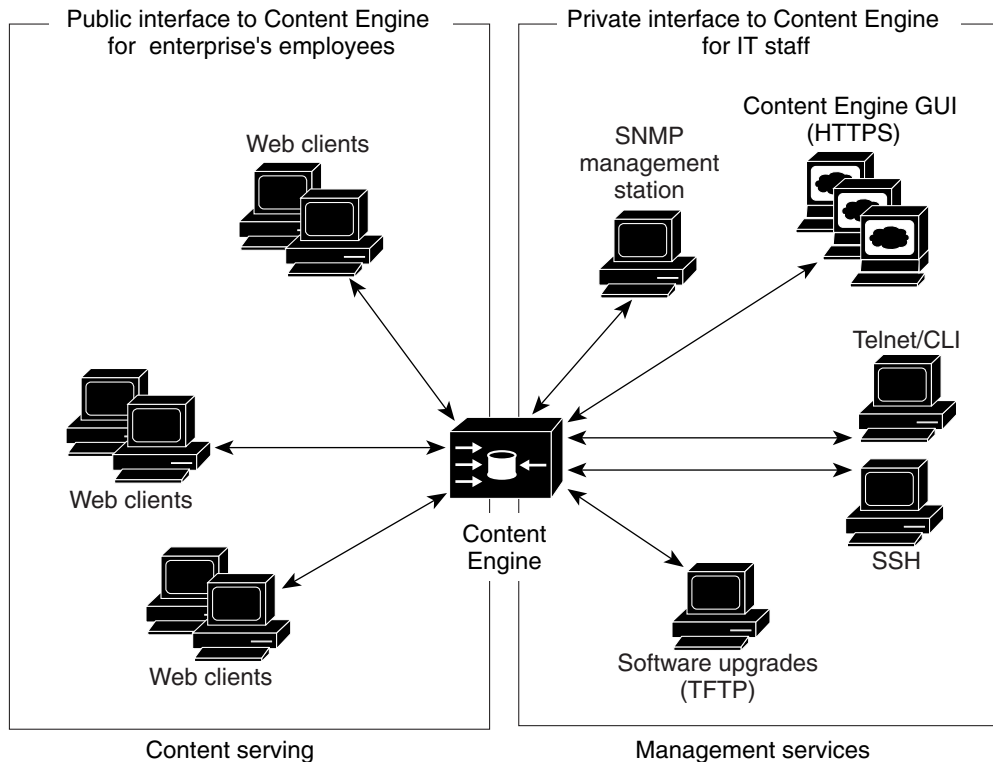 Public interface to Content Engine
for enterprise's employees
Private interface to Content Engine
for IT staff
Web clients
SNMP
management
station
Content Engine GUI
(HTTPS)
Telnet/CLI
Web clients
Content
Engine
SSH
Web clients
Software upgrades
(TFTP)
Content serving
Management services